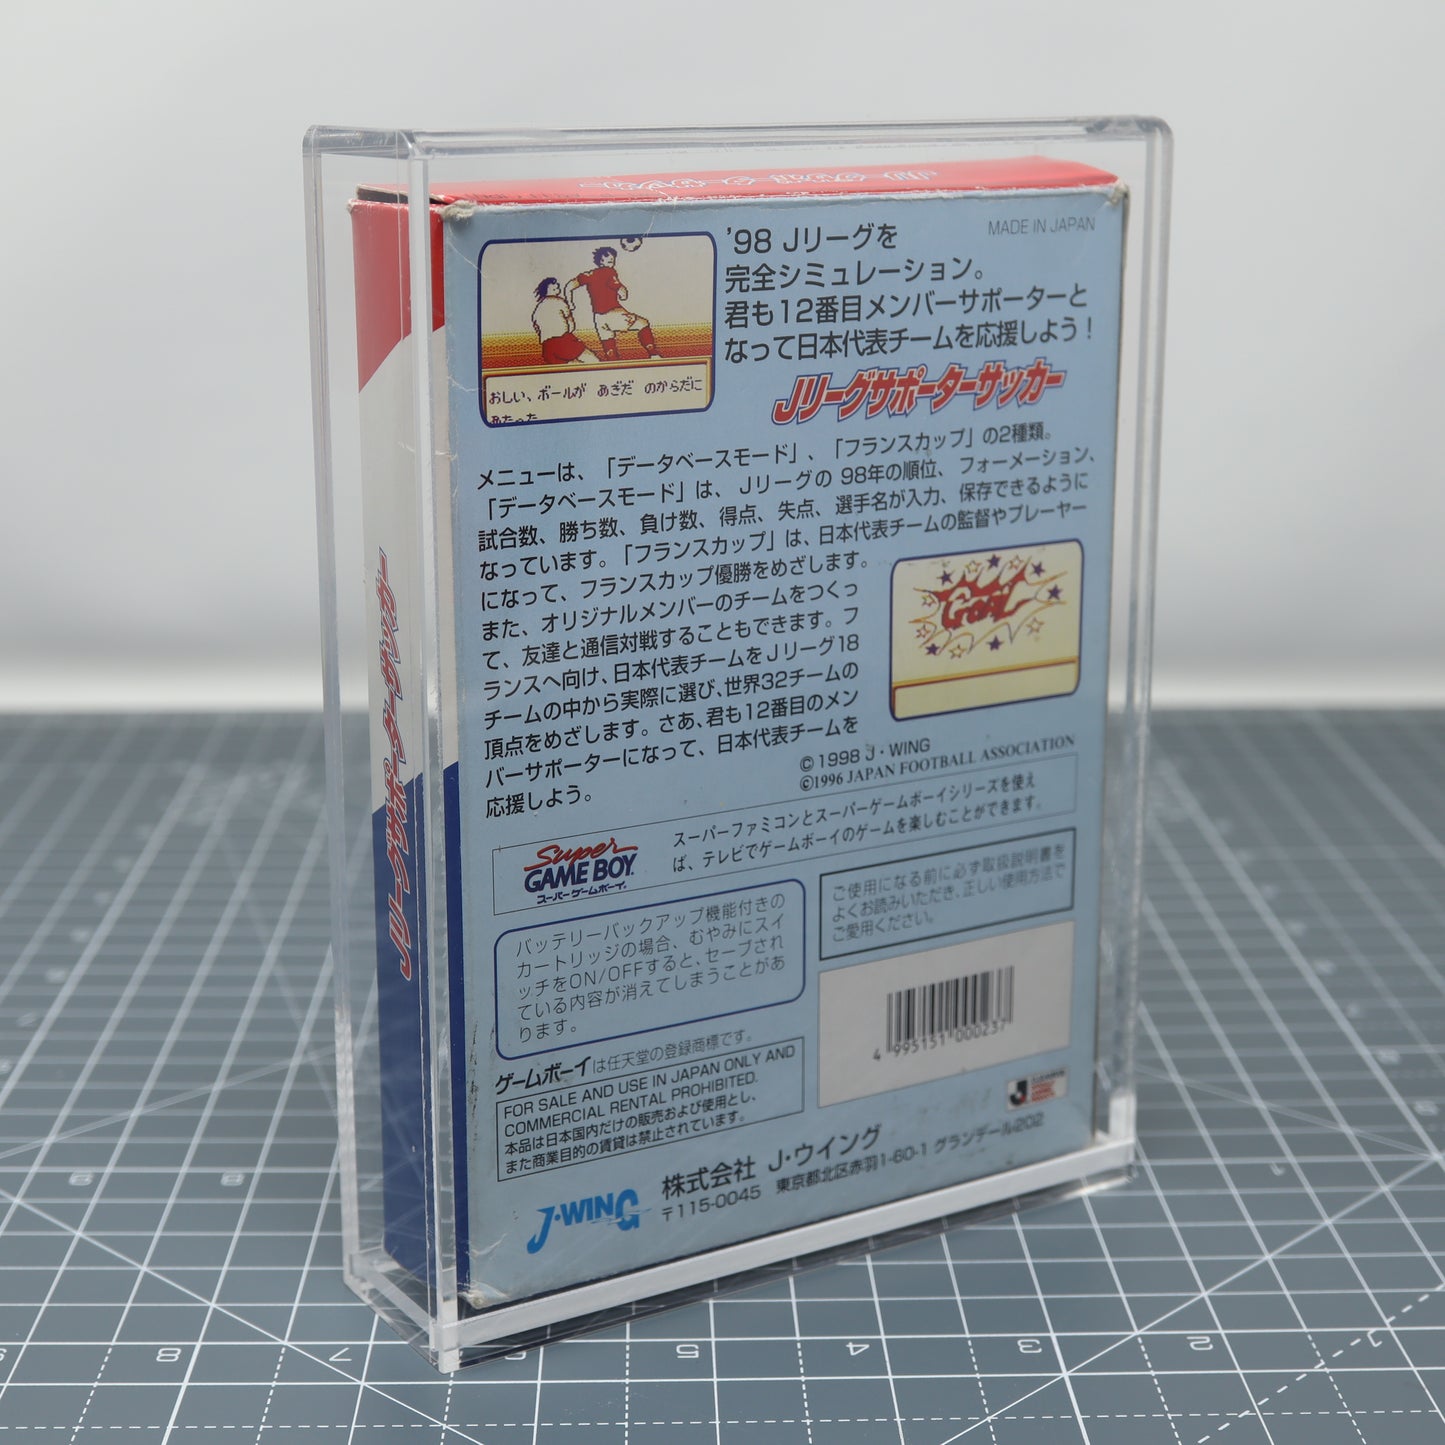 Jリーグサポーターサッカー
Jリーグサポーターサッカー
'98 Jリーグを
MADE IN JAPAN
完全シミュレーション。
君も12番目メンバーサポーターと
なって日本代表チームを応援しよう！
Jリーグサポーターサッカー
おしい、ボールが あきだ のからだに
あたった
メニューは、「データベースモード」、「フランスカップ」の2種類。
「データベースモード」は、Jリーグの 98年の順位、フォーメーション、
試合数、勝ち数、負け数、得点、失点、選手名が入力、保存できるように
なっています。「フランスカップ」は、日本代表チームの監督やプレーヤー
になって、フランスカップ優勝をめざします。
また、オリジナルメンバーのチームをつくっ
て、友達と通信対戦することもできます。フ
ランスへ向け、日本代表チームをJリーグ18
チームの中から実際に選び、世界32チームの
頂点をめざします。さあ、君も12番目のメン
バーサポーターになって、日本代表チームを
応援しよう。
GOAL
©1998 J・WING
©1996 JAPAN FOOTBALL ASSOCIATION
Super
GAME BOY
スーパーゲームボーイ
スーパーファミコンとスーパーゲームボーイシリーズを使え
ば、テレビでゲームボーイのゲームを楽しむことができます。
バッテリーバックアップ機能付きの
カートリッジの場合、むやみにスイ
ッチをON/OFFすると、セーブされ
ている内容が消えてしまうことがあ
ります。
ご使用になる前に必ず取扱説明書を
よくお読みいただき、正しい使用方法で
ご愛用ください。
4 995151 000237
ゲームボーイは任天堂の登録商標です。
FOR SALE AND USE IN JAPAN ONLY AND
COMMERCIAL RENTAL PROHIBITED.
本品は日本国内だけの販売および使用とし、
また商業目的の賃貸は禁止されています。
J・WING
株式会社 J・ウイング
〒115-0045 東京都北区赤羽1-60-1 グランデール202
8 7 6 5 4 3 2 1